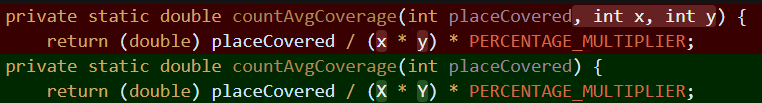 private static double countAvgCoverage(int placeCovered, int x, int y) {
    return (double) placeCovered / (x * y) * PERCENTAGE_MULTIPLIER;
private static double countAvgCoverage(int placeCovered) {
    return (double) placeCovered / (X * Y) * PERCENTAGE_MULTIPLIER;